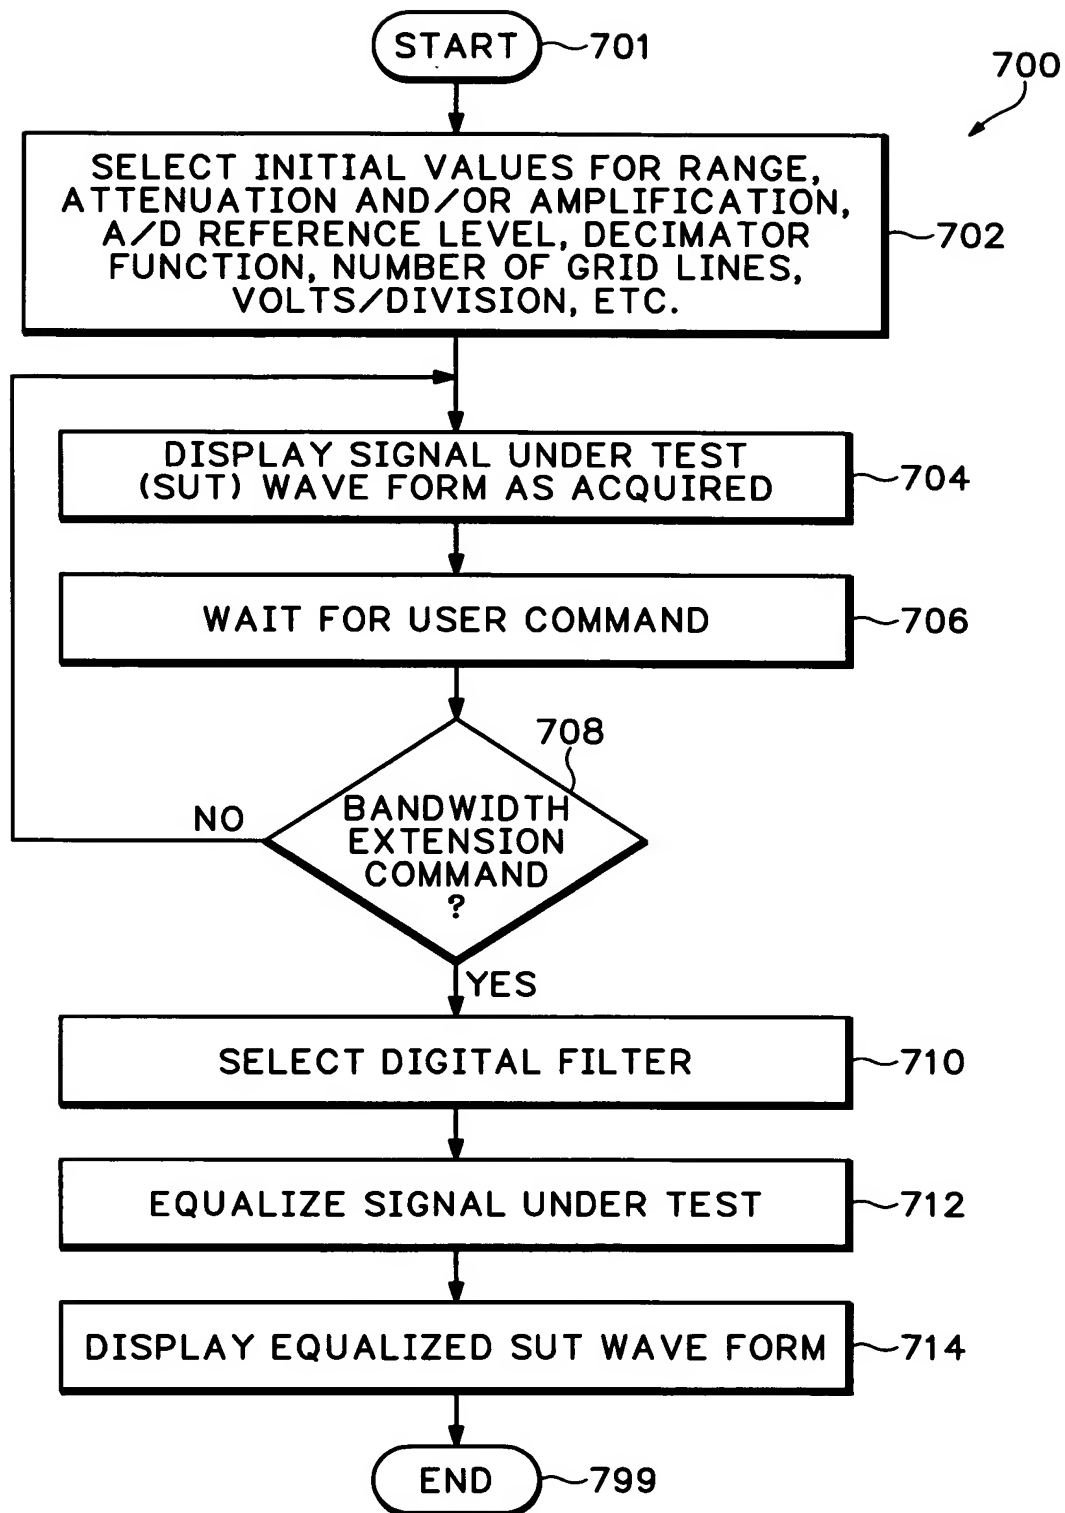 START
701
700
SELECT INITIAL VALUES FOR RANGE,
ATTENUATION AND/OR AMPLIFICATION,
A/D REFERENCE LEVEL, DECIMATOR
FUNCTION, NUMBER OF GRID LINES,
VOLTS/DIVISION, ETC.
702
DISPLAY SIGNAL UNDER TEST
(SUT) WAVE FORM AS ACQUIRED
704
WAIT FOR USER COMMAND
706
708
BANDWIDTH
EXTENSION
COMMAND
?
NO
YES
SELECT DIGITAL FILTER
710
EQUALIZE SIGNAL UNDER TEST
712
DISPLAY EQUALIZED SUT WAVE FORM
714
END
799